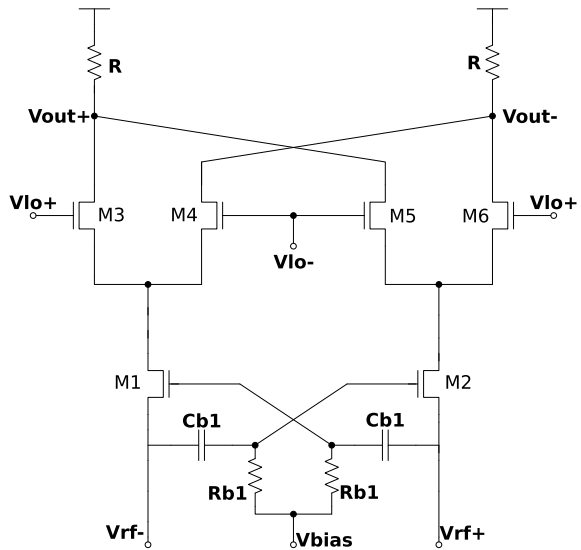 R
R
Vout+
Vout-
Vlo+
M3
M4
M5
M6
Vlo+
Vlo-
M1
M2
Cb1
Cb1
Rb1
Rb1
Vrf-
Vbias
Vrf+